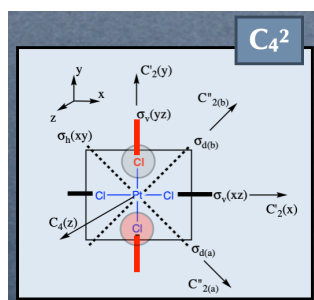 C₄²
y
x
z
C'₂(y)
C"₂₍b₎
σᵥ(yz)
σₕ(xy)
σd(b)
Cl
Cl
Pt
Cl
σᵥ(xz)
C'₂(x)
C₄(z)
Cl
σd(a)
C"₂₍a₎